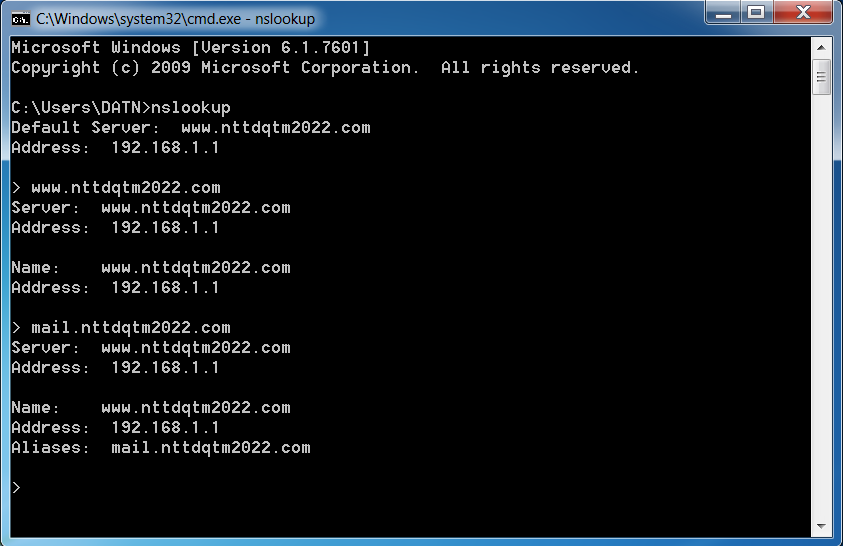 C:\Windows\system32\cmd.exe - nslookup
Microsoft Windows [Version 6.1.7601]
Copyright (c) 2009 Microsoft Corporation.  All rights reserved.
C:\Users\DATN>nslookup
Default Server:  www.nttdqtm2022.com
Address:  192.168.1.1
> www.nttdqtm2022.com
Server:  www.nttdqtm2022.com
Address:  192.168.1.1
Name:    www.nttdqtm2022.com
Address:  192.168.1.1
> mail.nttdqtm2022.com
Server:  www.nttdqtm2022.com
Address:  192.168.1.1
Name:    www.nttdqtm2022.com
Address:  192.168.1.1
Aliases:  mail.nttdqtm2022.com
>